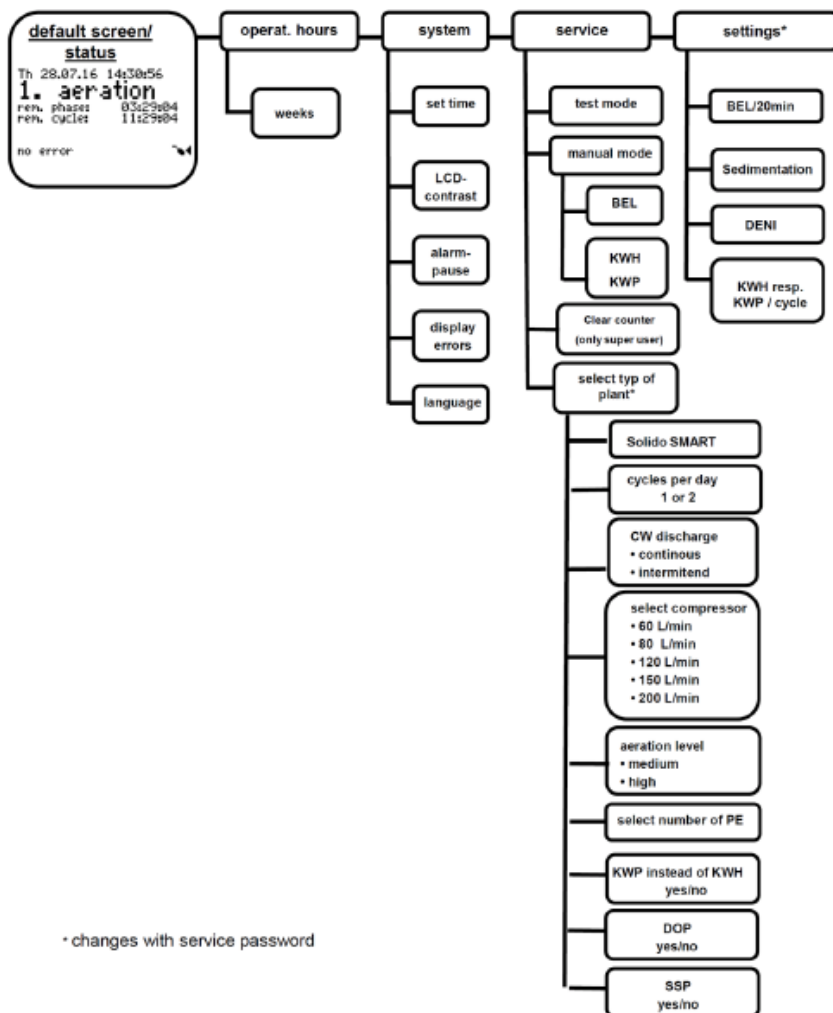 default screen/
status
Th 28.07.16 14:30:56
1. aeration
rem. phase: 03:29:04
rem. cycle: 11:29:04
no error
operat. hours
weeks
system
set time
LCD-
contrast
alarm-
pause
display
errors
language
service
test mode
manual mode
BEL
KWH
KWP
Clear counter
(only super user)
select typ of
plant*
Solido SMART
cycles per day
1 or 2
CW discharge
• continous
• intermitend
select compressor
• 60 L/min
• 80 L/min
• 120 L/min
• 150 L/min
• 200 L/min
aeration level
• medium
• high
select number of PE
KWP instead of KWH
yes/no
DOP
yes/no
SSP
yes/no
settings*
BEL/20min
Sedimentation
DENI
KWH resp.
KWP / cycle
* changes with service password